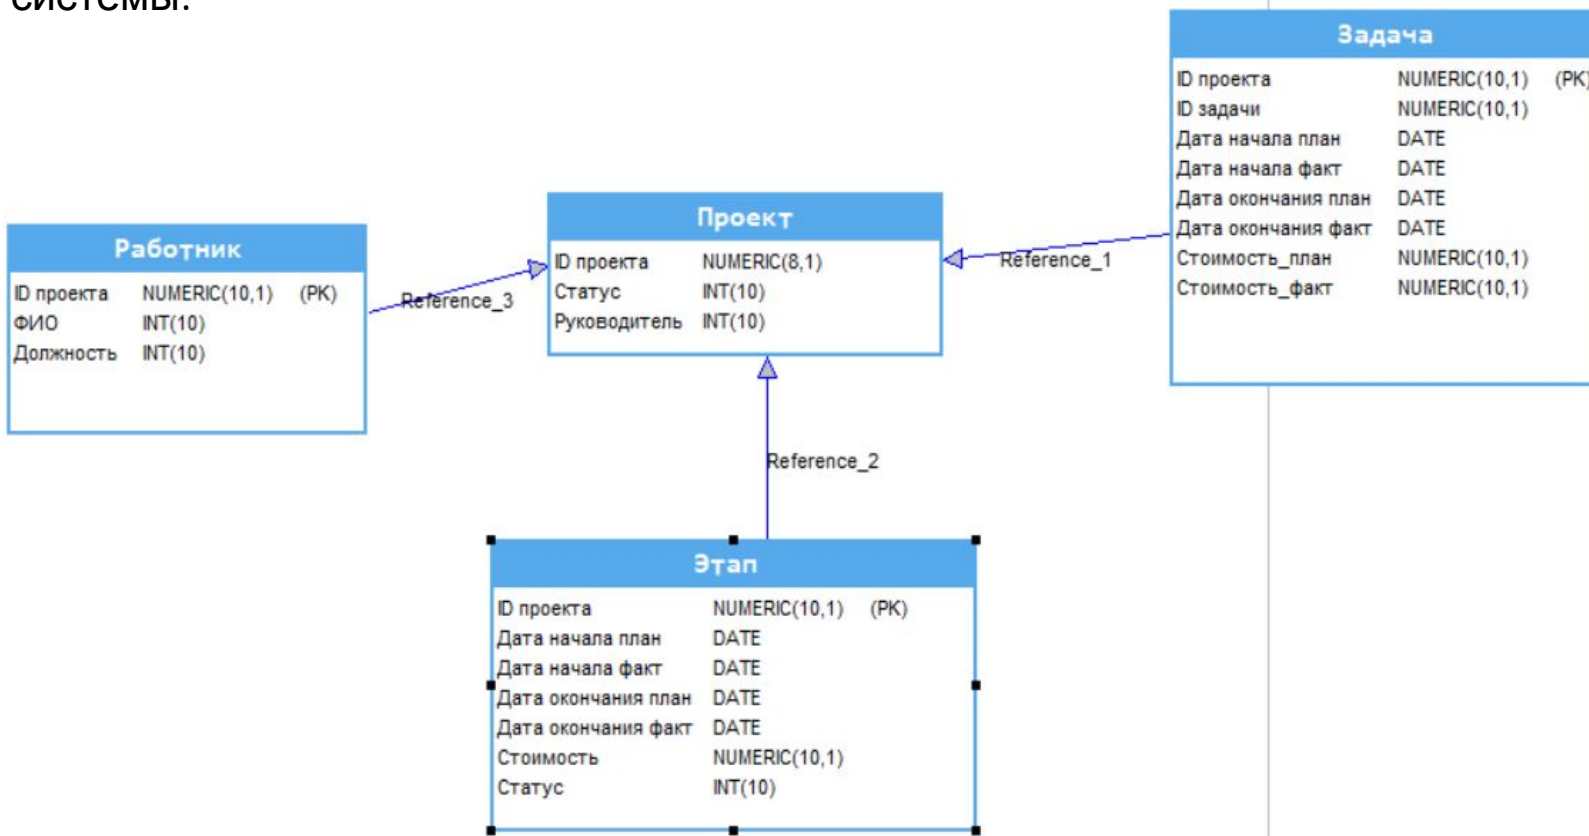 системы.
Задача
ID проекта NUMERIC(10,1) (PK)
ID задачи NUMERIC(10,1)
Дата начала план DATE
Дата начала факт DATE
Дата окончания план DATE
Дата окончания факт DATE
Стоимость_план NUMERIC(10,1)
Стоимость_факт NUMERIC(10,1)
Проект
ID проекта NUMERIC(8,1)
Статус INT(10)
Руководитель INT(10)
Работник
ID проекта NUMERIC(10,1) (PK)
ФИО INT(10)
Должность INT(10)
Reference_3
Reference_1
Reference_2
Этап
ID проекта NUMERIC(10,1) (PK)
Дата начала план DATE
Дата начала факт DATE
Дата окончания план DATE
Дата окончания факт DATE
Стоимость NUMERIC(10,1)
Статус INT(10)